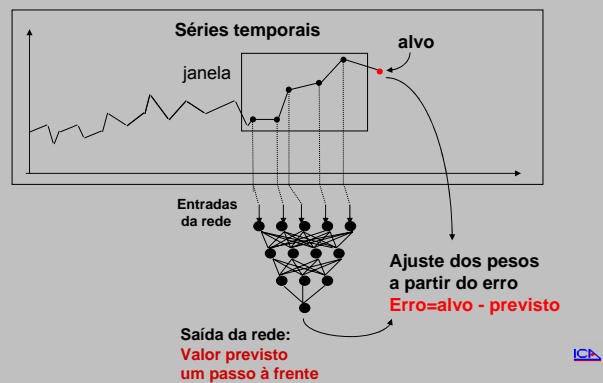 Séries temporais
alvo
janela
Entradas
da rede
Ajuste dos pesos
a partir do erro
Erro=alvo - previsto
Saída da rede:
Valor previsto
um passo à frente
ICA